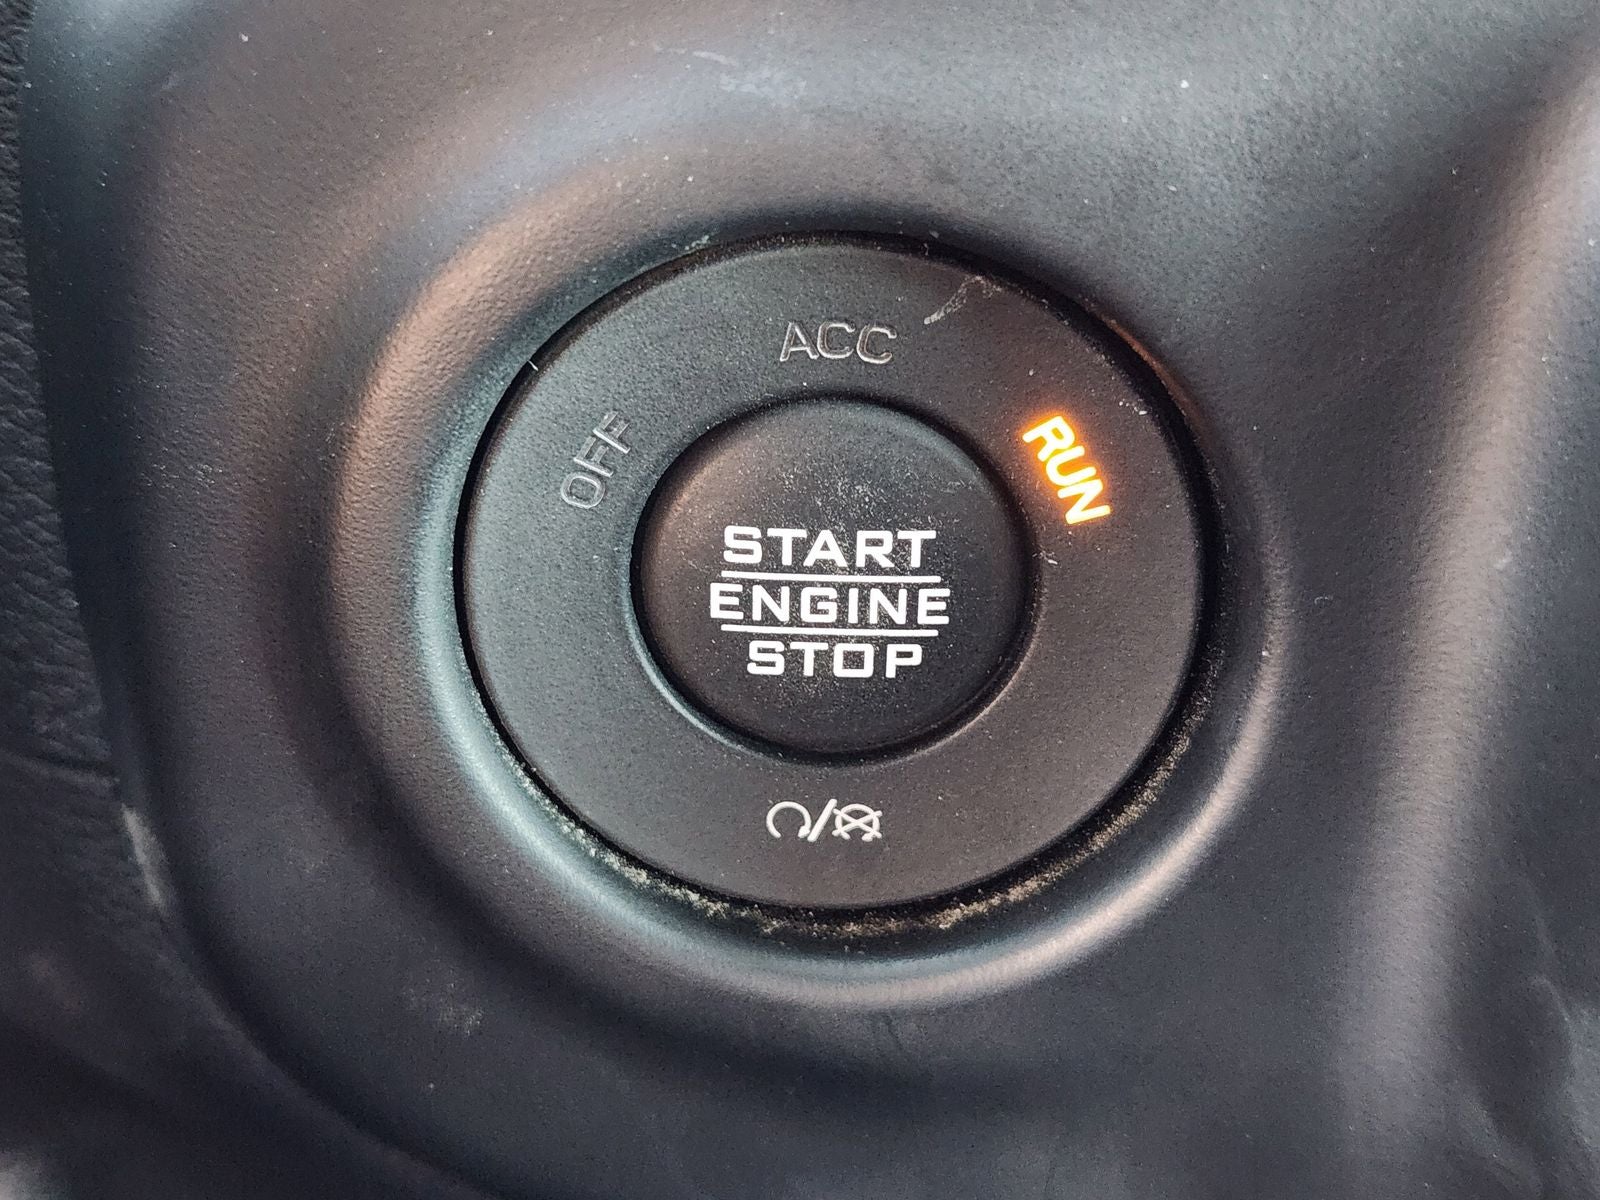 ACC
OFF
RUN
START
ENGINE
STOP